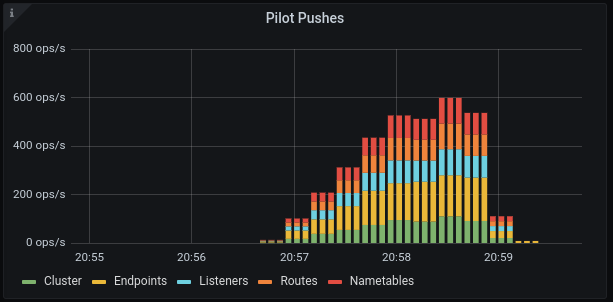 i
Pilot Pushes
800 ops/s
600 ops/s
400 ops/s
200 ops/s
0 ops/s
20:55 20:56 20:57 20:58 20:59
Cluster Endpoints Listeners Routes Nametables